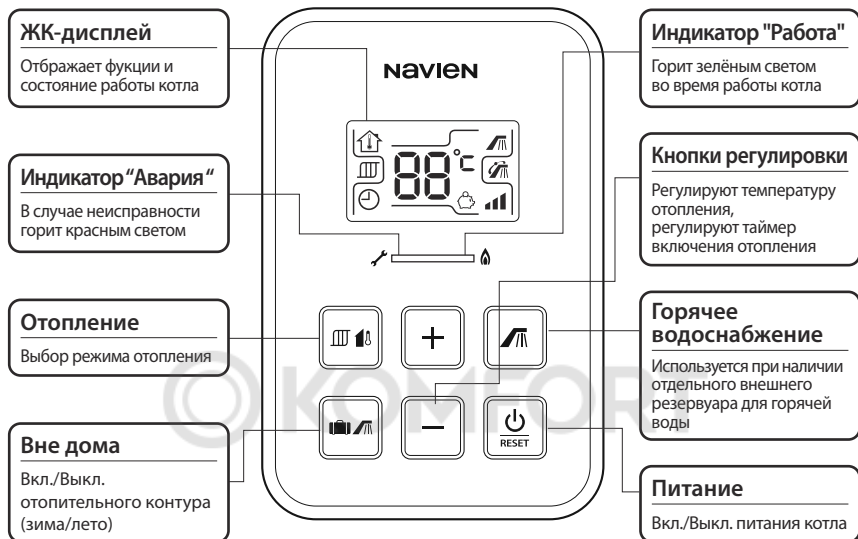 ЖК-дисплей
Отбражает фукции и
состояние работы котла
Индикатор “Авария“
В случае неисправности
горит красным светом
Отопление
Выбор режима отопления
Вне дома
Вкл./Выкл.
отопительного контура
(зима/лето)
NAVIEN
88°C
RESET
KOMFORT
Индикатор "Работа"
Горит зелёным светом
во время работы котла
Кнопки регулировки
Регулируют температуру
отопления,
регулируют таймер
включения отопления
Горячее
водоснабжение
Используется при наличии
отдельного внешнего
резервуара для горячей
воды
Питание
Вкл./Выкл. питания котла